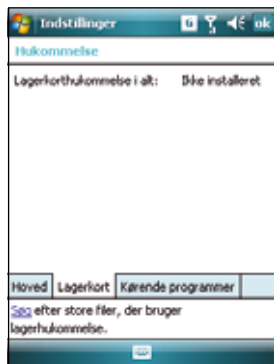 Indstillinger
ok
Hukommelse
Lagerkorthukommelse i alt: Ikke installeret
Hoved Lagerkort Kørende programmer
Søg efter store filer, der bruger
lagerhukommelse.